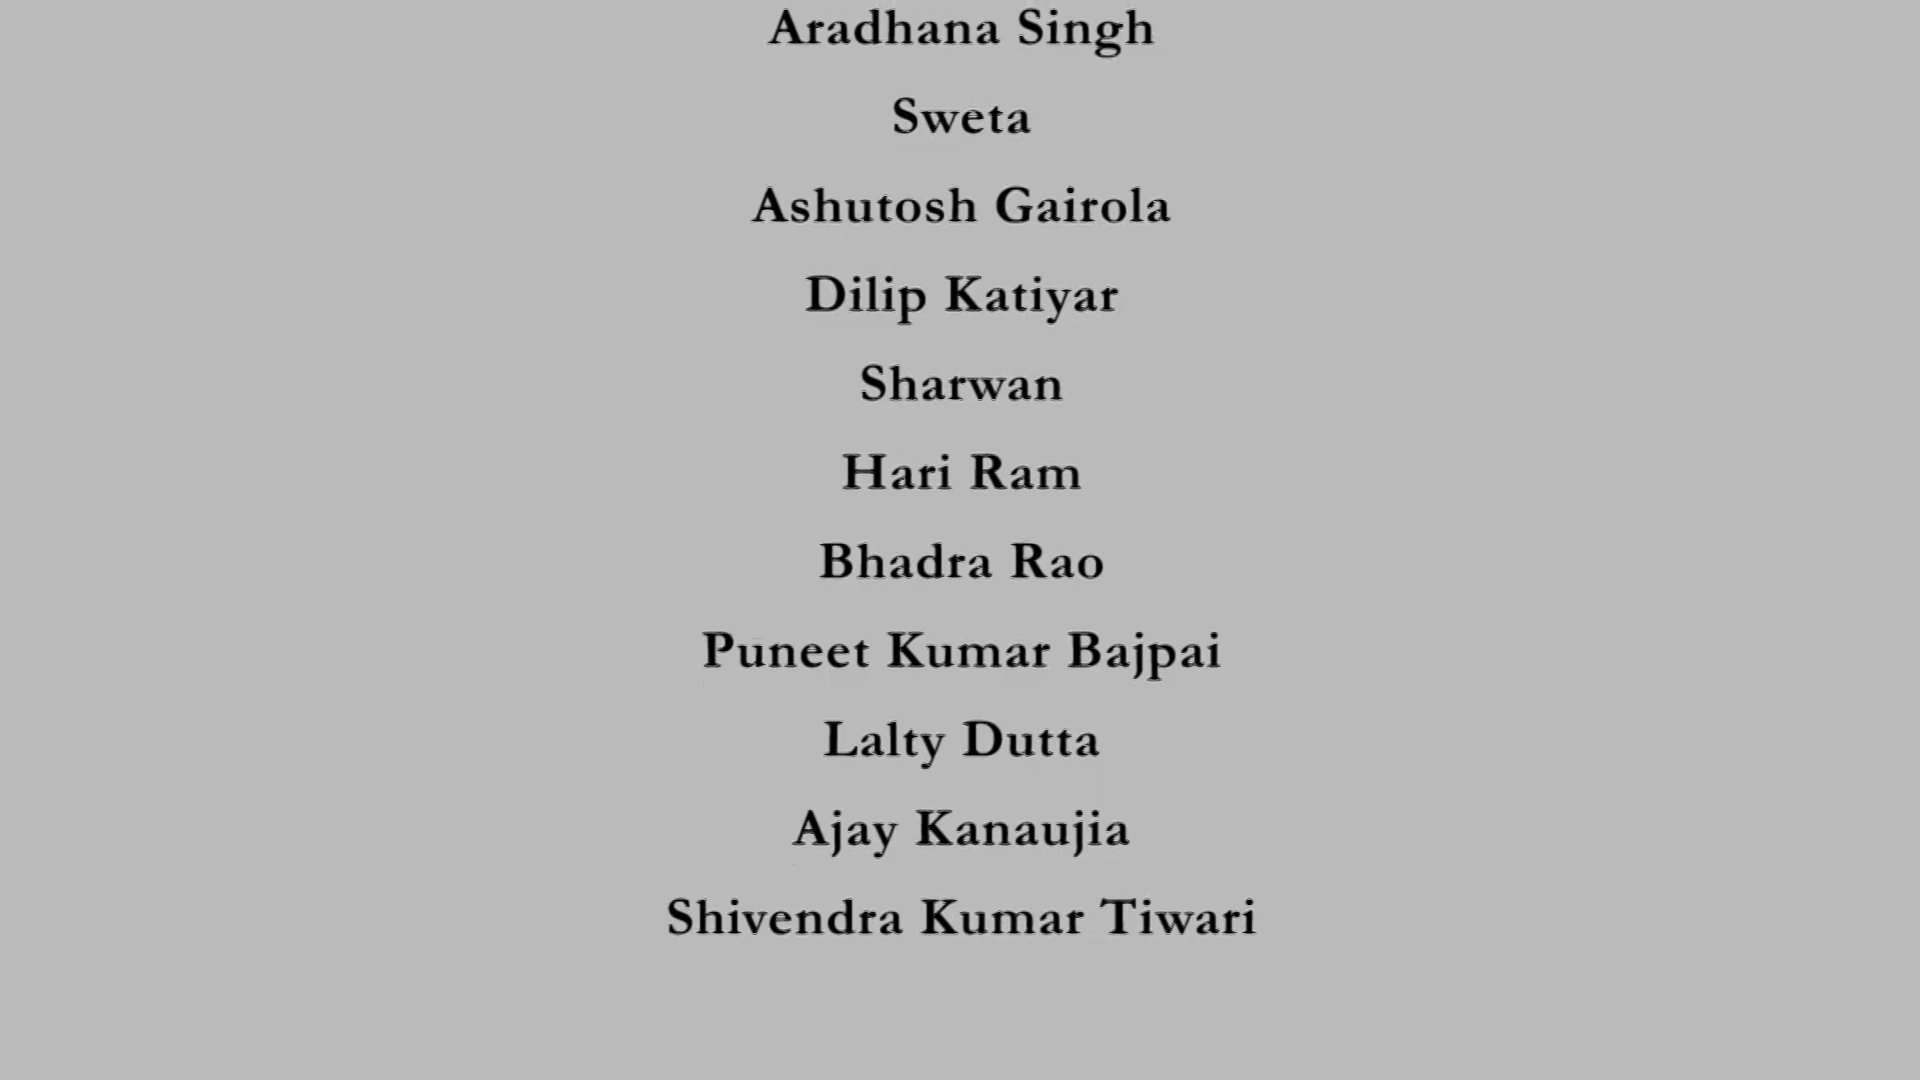 Aradhana Singh
Sweta
Ashutosh Gairola
Dilip Katiyar
Sharwan
Hari Ram
Bhadra Rao
Puneet Kumar Bajpai
Lalty Dutta
Ajay Kanaujia
Shivendra Kumar Tiwari